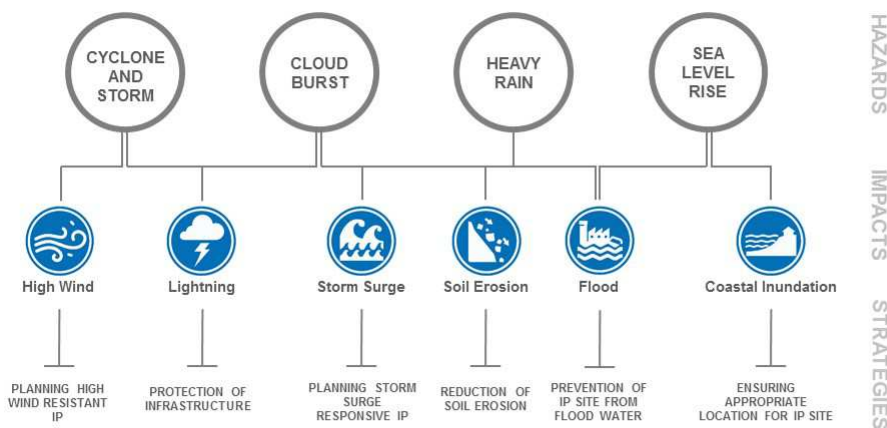 CYCLONE
AND
STORM
CLOUD
BURST
HEAVY
RAIN
SEA
LEVEL
RISE
HAZARDS
High Wind
Lightning
Storm Surge
Soil Erosion
Flood
Coastal Inundation
IMPACTS
PLANNING HIGH
WIND RESISTANT
IP
PROTECTION OF
INFRASTRUCTURE
PLANNING STORM
SURGE
RESPONSIVE IP
REDUCTION OF
SOIL EROSION
PREVENTION OF
IP SITE FROM
FLOOD WATER
ENSURING
APPROPRIATE
LOCATION FOR IP SITE
STRATEGIES